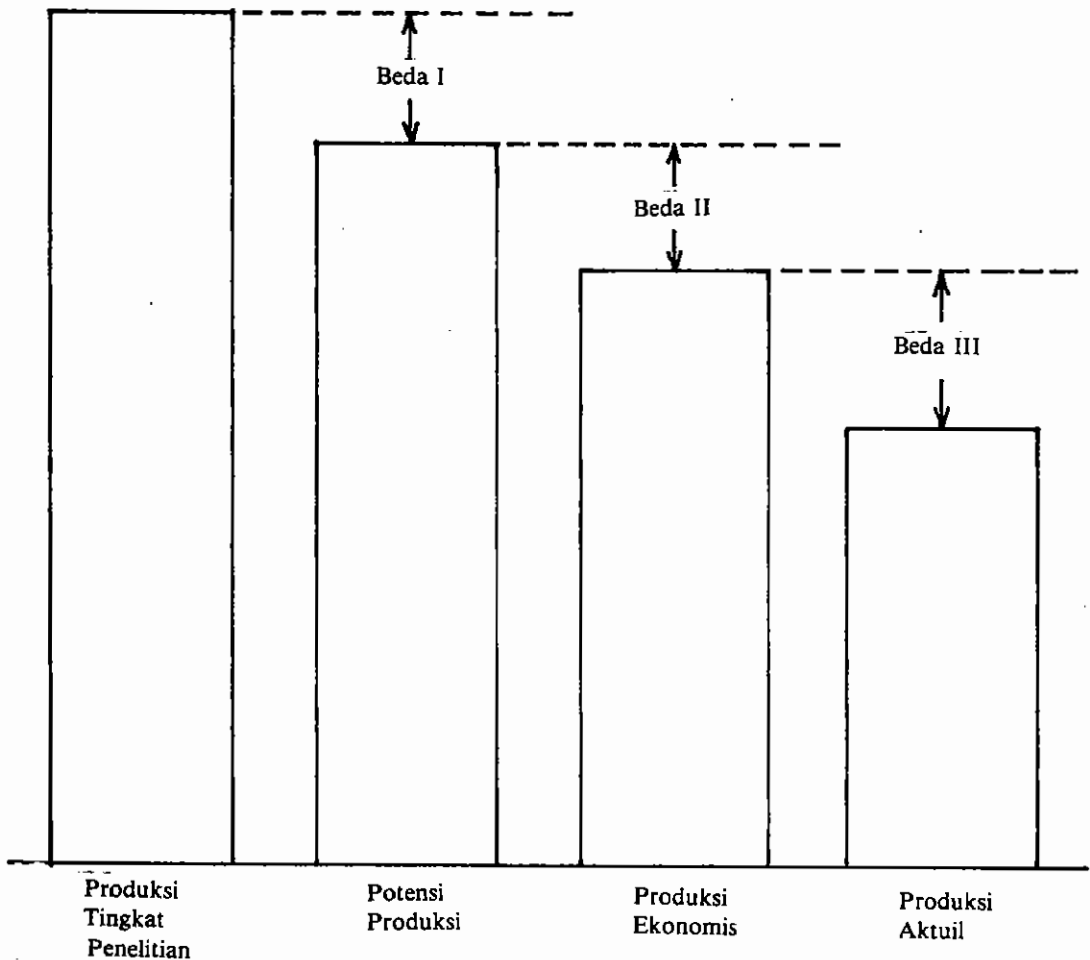 Beda I
Beda II
Beda III
Produksi
Tingkat
Penelitian
Potensi
Produksi
Produksi
Ekonomis
Produksi
Aktuil